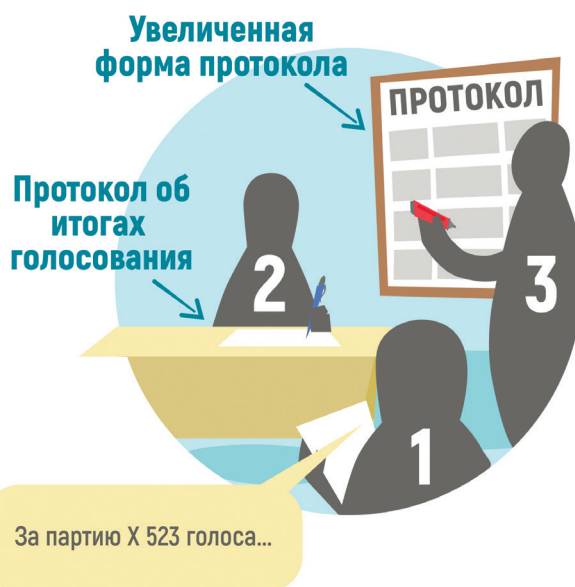 Увеличенная
форма протокола
ПРОТОКОЛ
Протокол об
итогах
голосования
2
3
1
За партию Х 523 голоса...